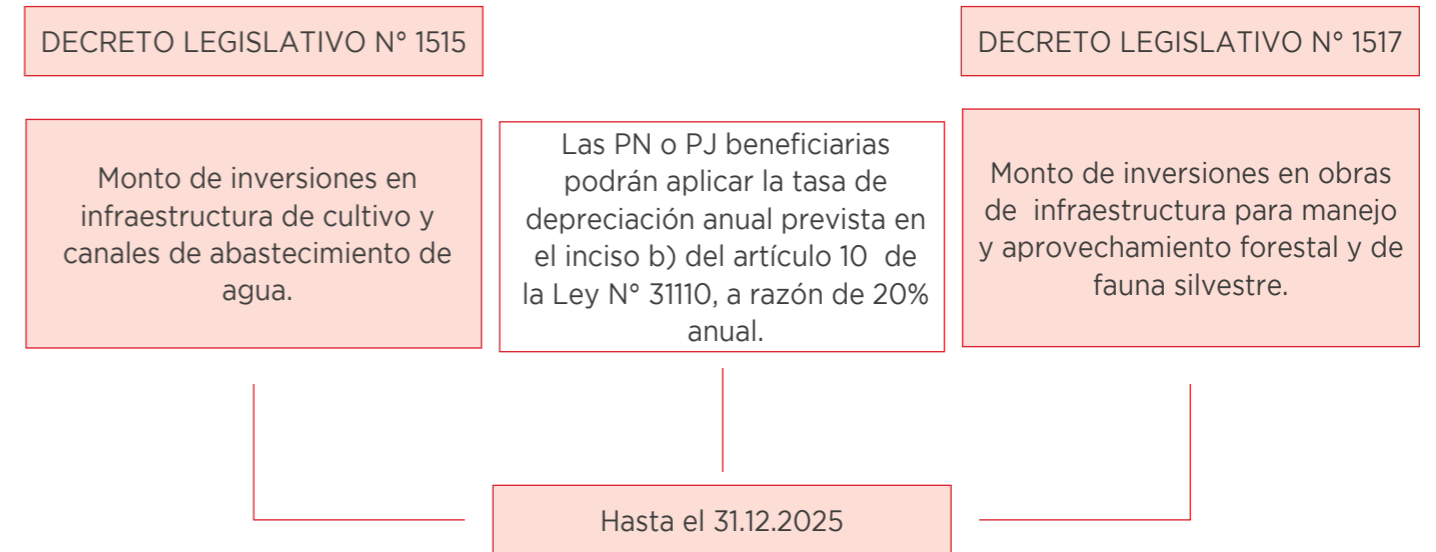 DECRETO LEGISLATIVO N° 1515
DECRETO LEGISLATIVO N° 1517
Monto de inversiones en
infraestructura de cultivo y
canales de abastecimiento de
agua.
Las PN o PJ beneficiarias
podrán aplicar la tasa de
depreciación anual prevista en
el inciso b) del artículo 10 de
la Ley N° 31110, a razón de 20%
anual.
Monto de inversiones en obras
de infraestructura para manejo
y aprovechamiento forestal y de
fauna silvestre.
Hasta el 31.12.2025